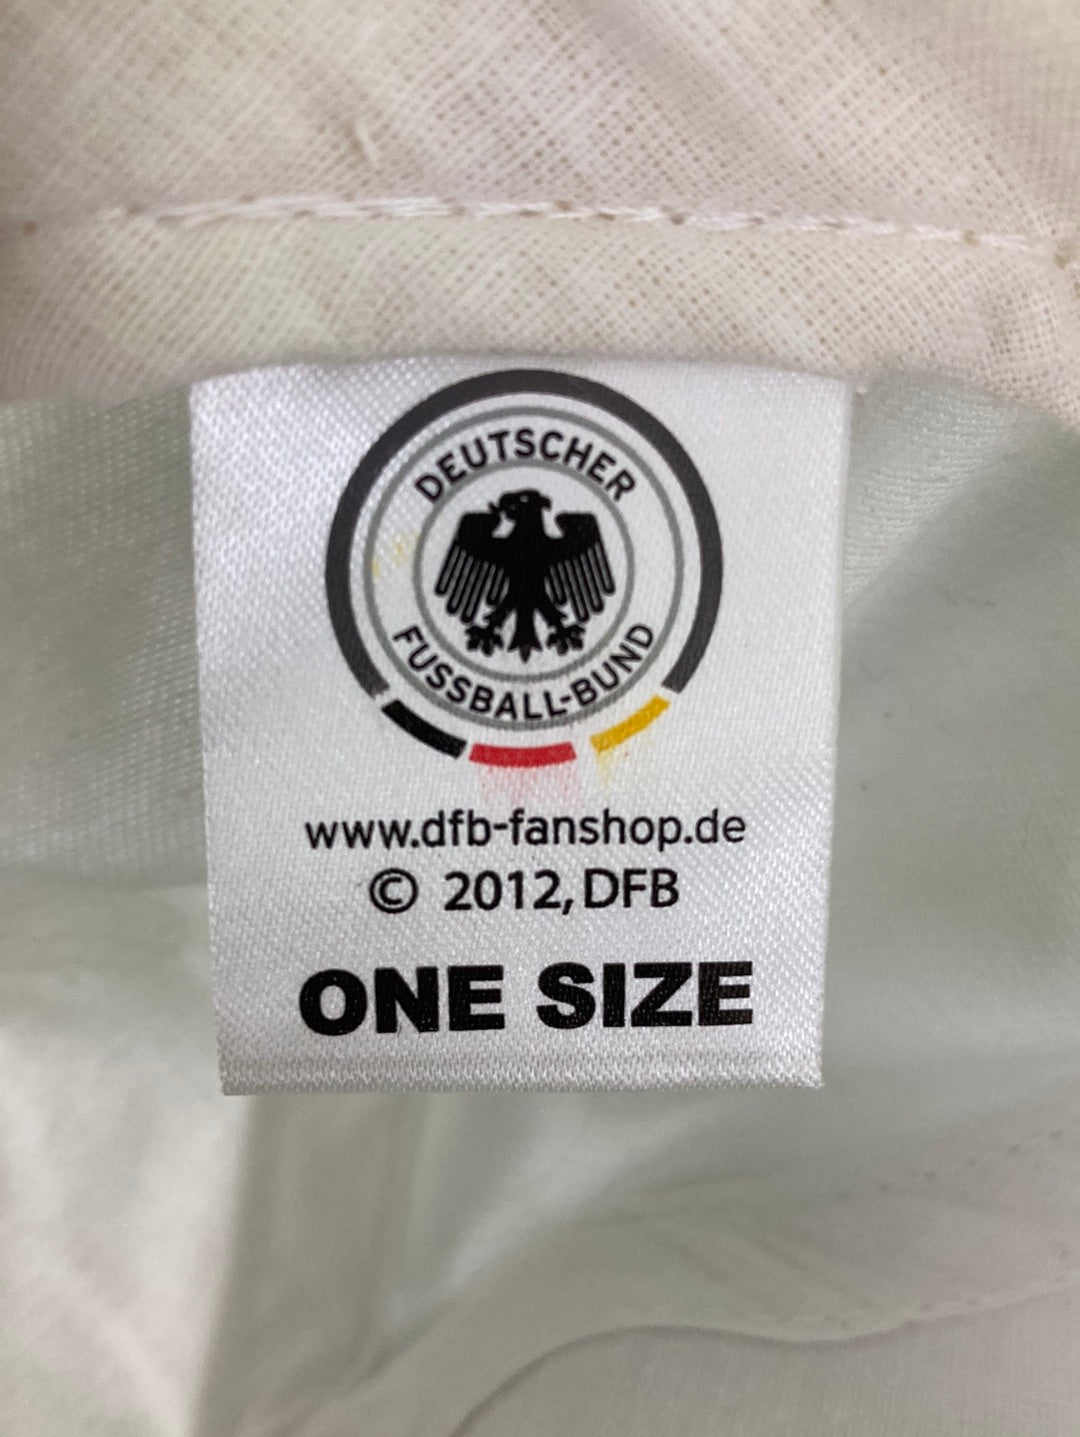 DEUTSCHER
FUSSBALL-BUND
www.dfb-fanshop.de
© 2012, DFB
ONE SIZE